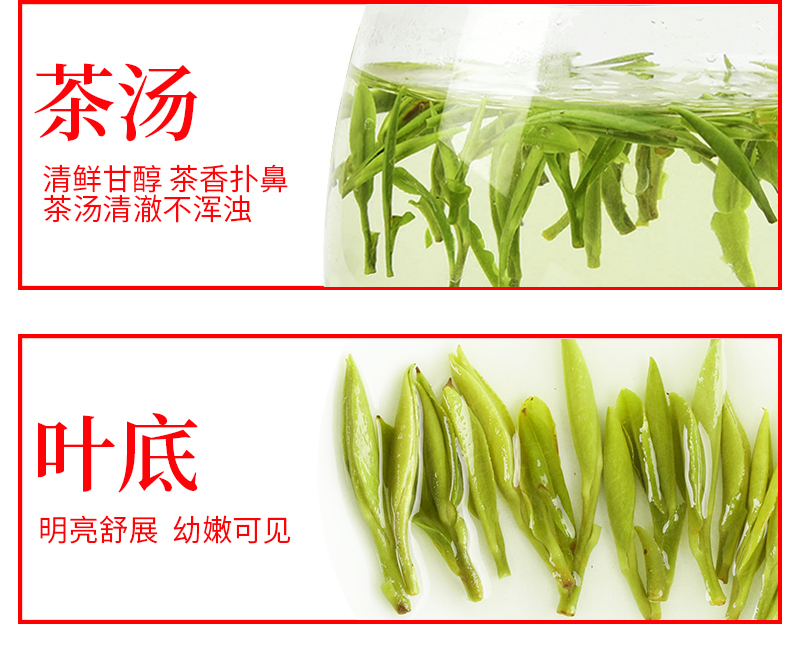 茶汤
清鲜甘醇 茶香扑鼻
茶汤清澈不浑浊
叶底
明亮舒展 幼嫩可见